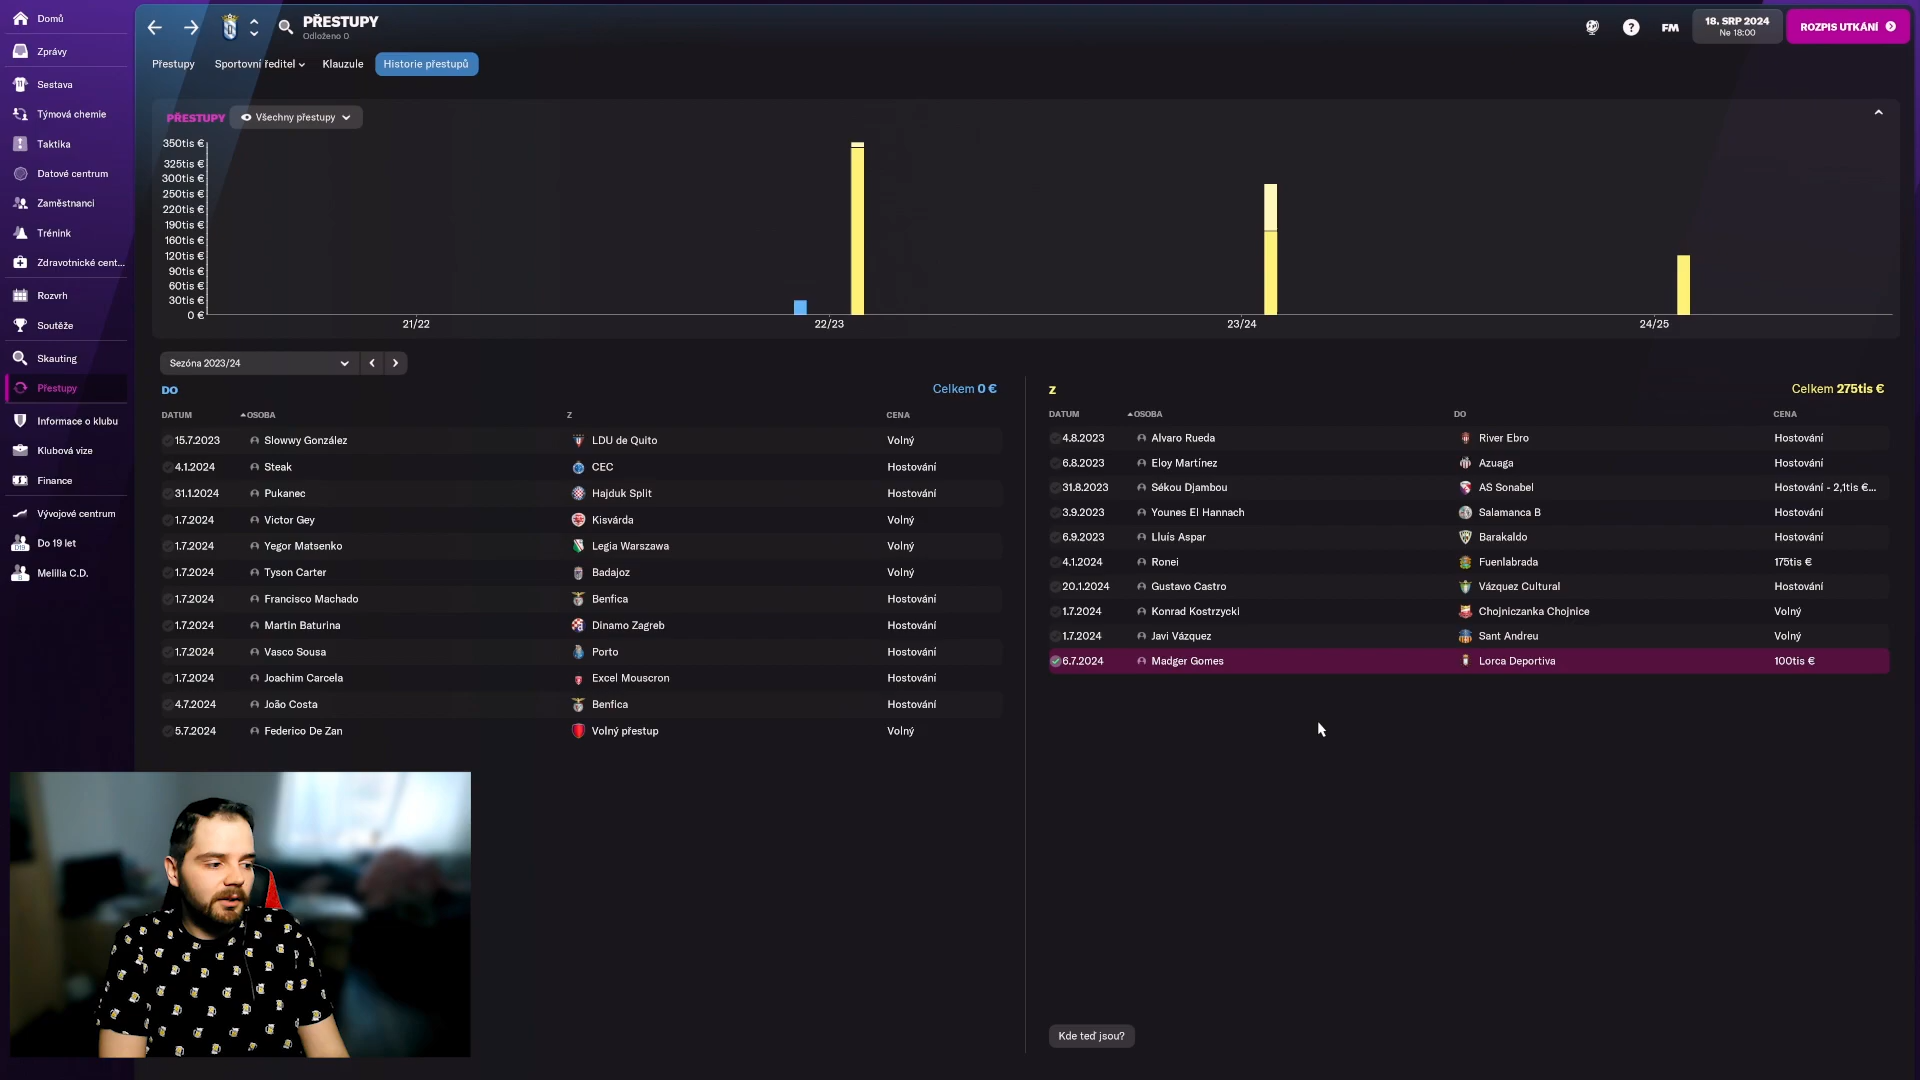 Domů
Zprávy
Sestava
Týmová chemie
Taktika
Datové centrum
Zaměstnanci
Trénink
Zdravotnické cent...
Rozvrh
Soutěže
Skauting
Přestupy
Informace o klubu
Klubová vize
Finance
Vývojové centrum
Do 19 let
Melilla C.D.
PŘESTUPY
Odloženo 0
FM
18. SRP 2024
Ne 18:00
ROZPIS UTKÁNÍ
Přestupy
Sportovní ředitel
Klauzule
Historie přestupů
PŘESTUPY
Všechny přestupy
350tis €
325tis €
300tis €
250tis €
220tis €
190tis €
160tis €
120tis €
90tis €
60tis €
30tis €
0 €
21/22 22/23 23/24 24/25
Sezóna 2023/24
DO Celkem 0 €
DATUM OSOBA Z CENA
15.7.2023 Slowwy González LDU de Quito Volný
4.1.2024 Steak CEC Hostování
31.1.2024 Pukanec Hajduk Split Hostování
1.7.2024 Victor Gey Kisvárda Volný
1.7.2024 Yegor Matsenko Legia Warszawa Volný
1.7.2024 Tyson Carter Badajoz Volný
1.7.2024 Francisco Machado Benfica Hostování
1.7.2024 Martin Baturina Dinamo Zagreb Hostování
1.7.2024 Vasco Sousa Porto Hostování
1.7.2024 Joachim Carcela Excel Mouscron Hostování
4.7.2024 João Costa Benfica Hostování
5.7.2024 Federico De Zan Volný přestup Volný
Z Celkem 275tis €
DATUM OSOBA DO CENA
4.8.2023 Alvaro Rueda River Ebro Hostování
6.8.2023 Eloy Martínez Azuaga Hostování
31.8.2023 Sékou Djambou AS Sonabel Hostování - 2,1tis €...
3.9.2023 Younes El Hannach Salamanca B Hostování
6.9.2023 Lluís Aspar Barakaldo Hostování
4.1.2024 Ronei Fuenlabrada 175tis €
20.1.2024 Gustavo Castro Vázquez Cultural Hostování
1.7.2024 Konrad Kostrzycki Chojniczanka Chojnice Volný
1.7.2024 Javi Vázquez Sant Andreu Volný
6.7.2024 Madger Gomes Lorca Deportiva 100tis €
Kde teď jsou?